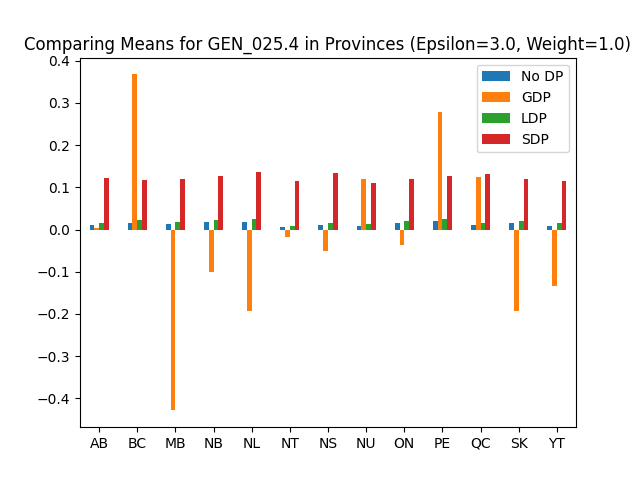 Comparing Means for GEN_025.4 in Provinces (Epsilon=3.0, Weight=1.0)
No DP
GDP
LDP
SDP
0.4
0.3
0.2
0.1
0.0
−0.1
−0.2
−0.3
−0.4
AB BC MB NB NL NT NS NU ON PE QC SK YT